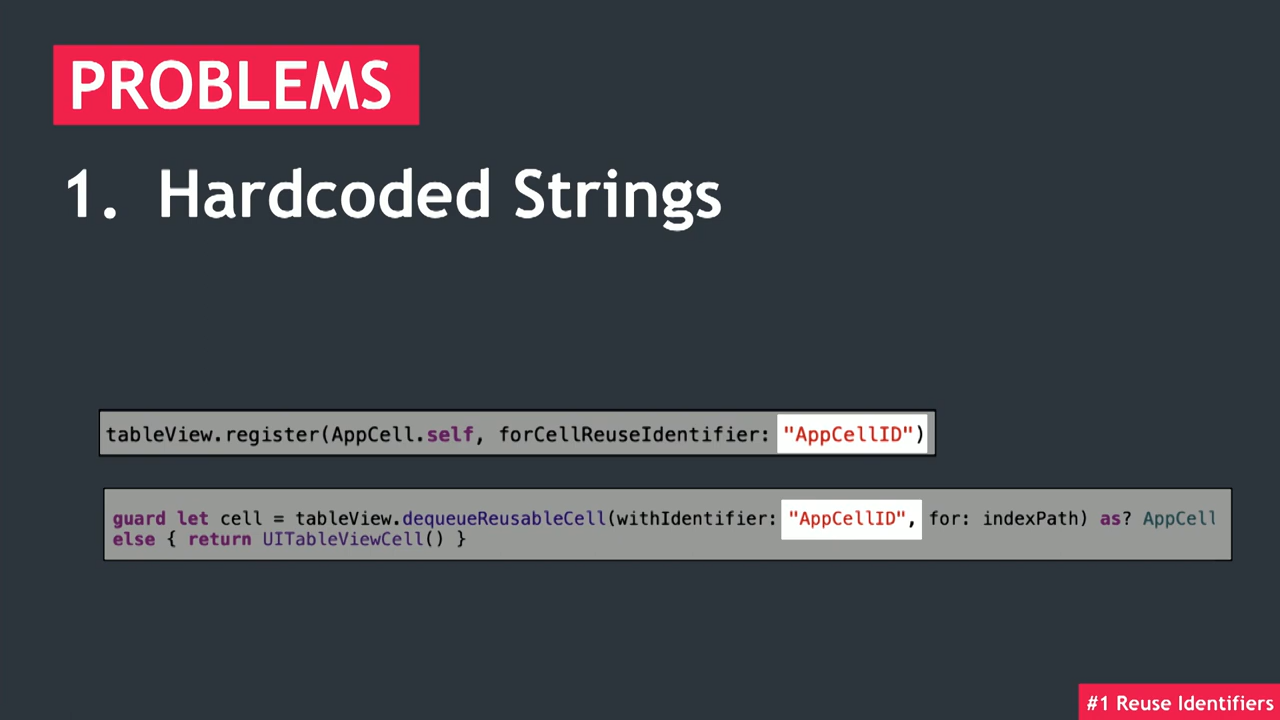 PROBLEMS
1. Hardcoded Strings
tableView.register(AppCell.self, forCellReuseIdentifier: "AppCellID")
guard let cell = tableView.dequeueReusableCell(withIdentifier: "AppCellID", for: indexPath) as? AppCell
else { return UITableViewCell() }
#1 Reuse Identifiers